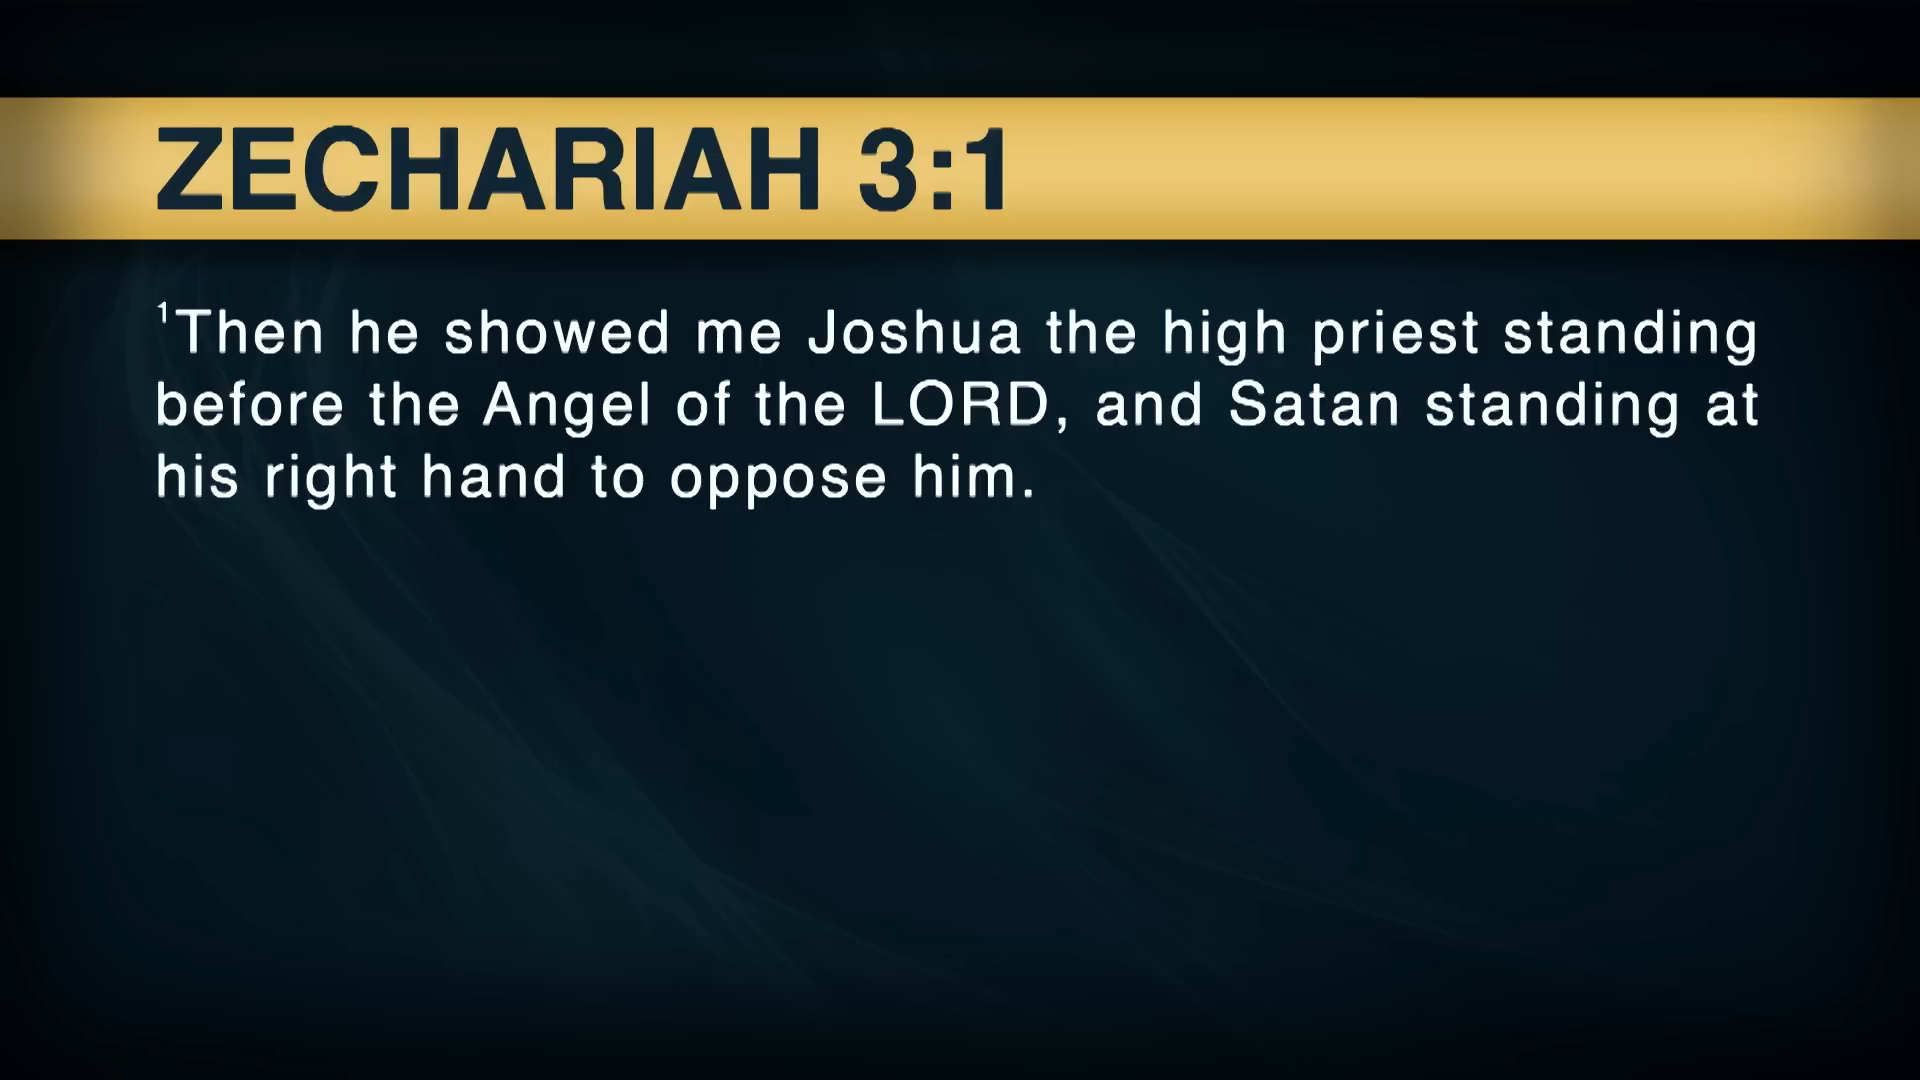 ZECHARIAH 3:1
¹Then he showed me Joshua the high priest standing
before the Angel of the LORD, and Satan standing at
his right hand to oppose him.